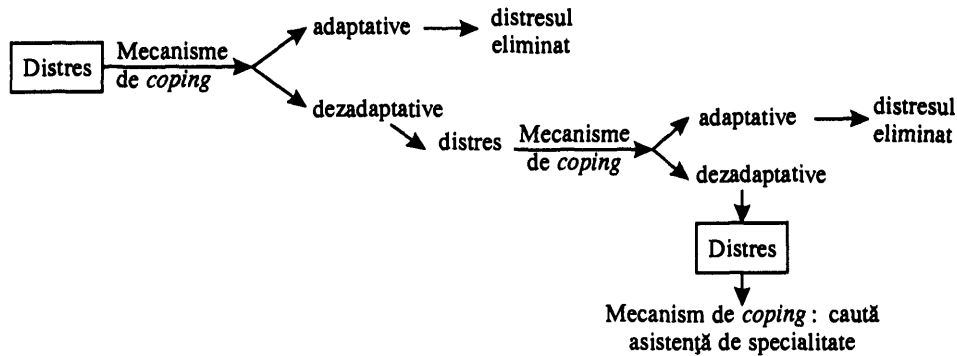 Distres
Mecanisme
de coping
adaptative
distresul
eliminat
dezadaptative
distres
Mecanisme
de coping
adaptative
distresul
eliminat
dezadaptative
Distres
Mecanism de coping : caută
asistenţă de specialitate